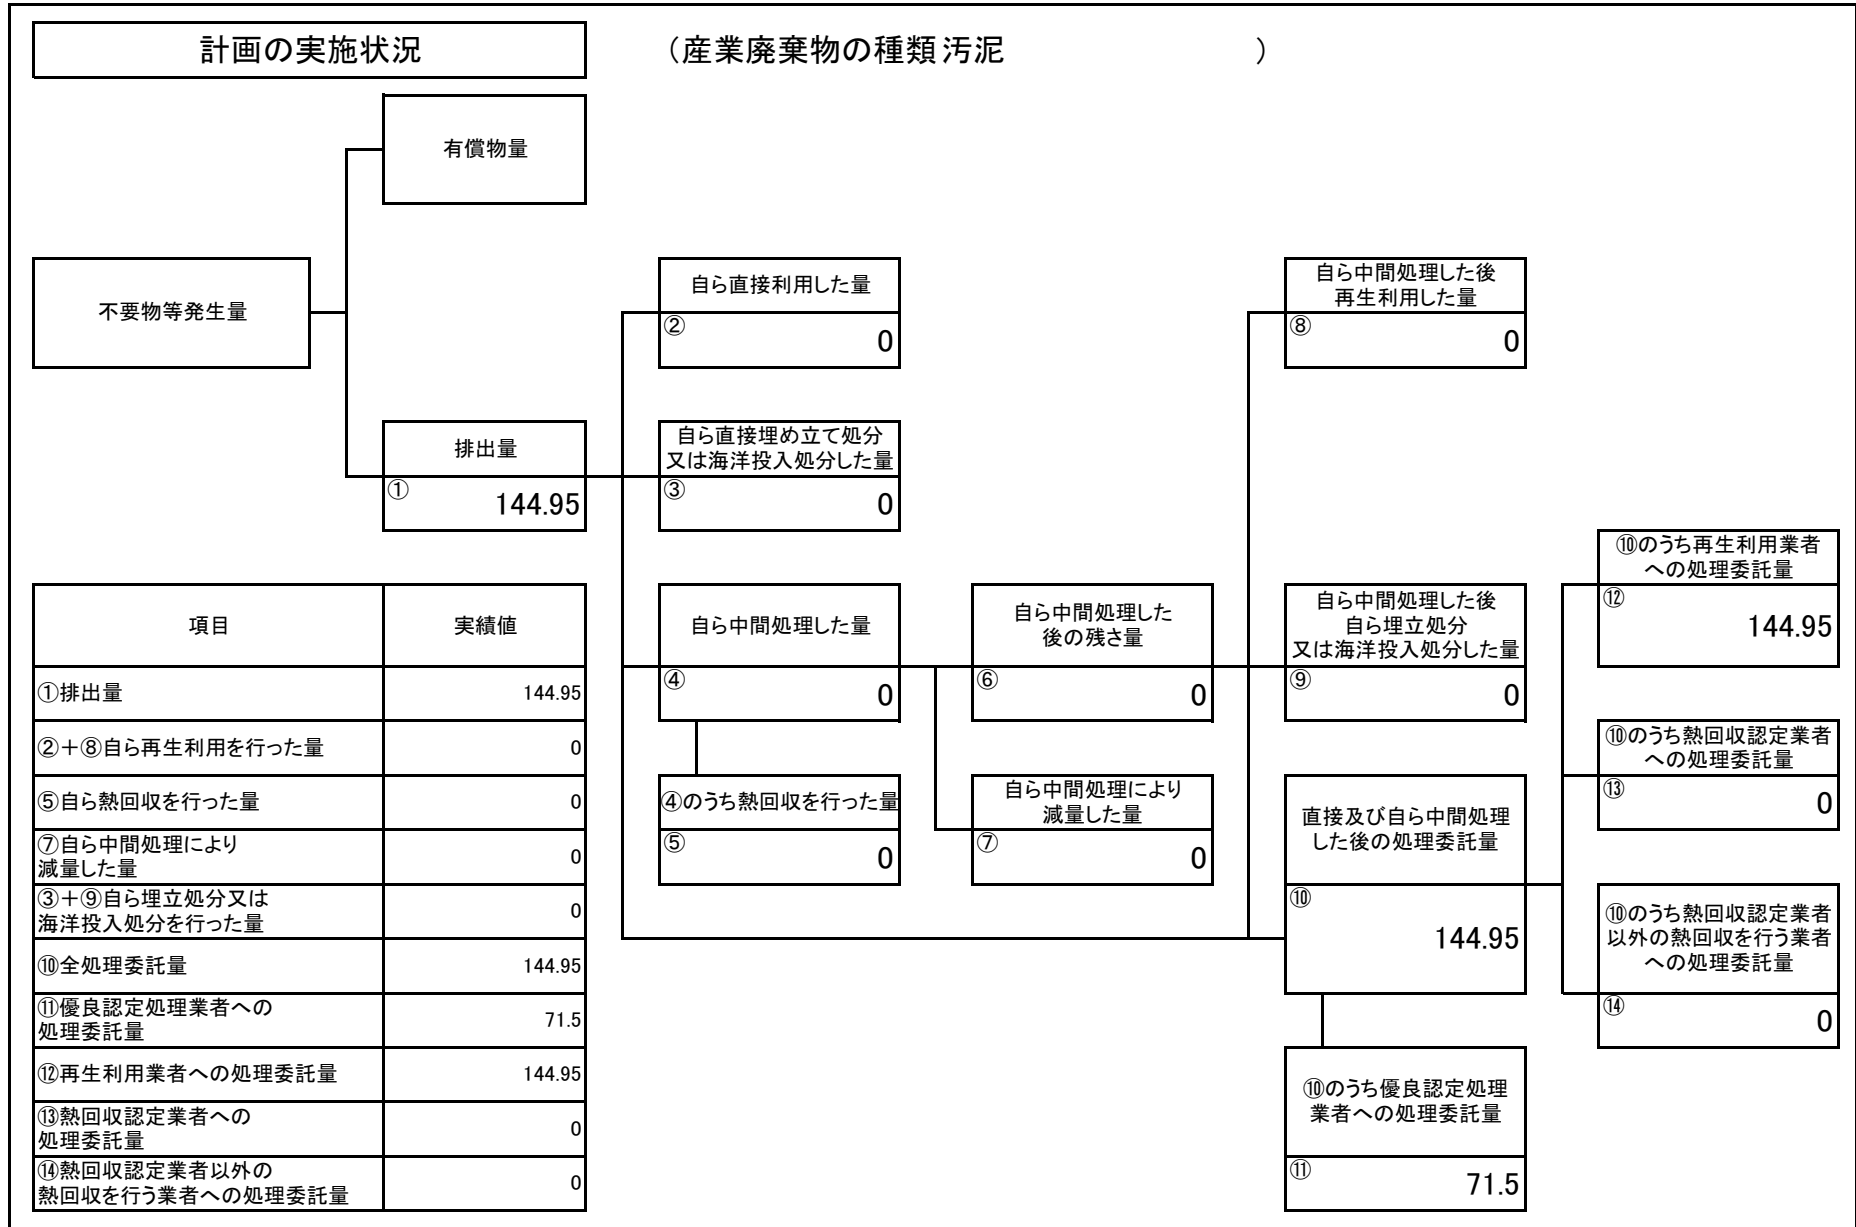 計画の実施状況
（産業廃棄物の種類 汚泥 ）
有償物量
不要物等発生量
排出量
①
144.95
自ら直接利用した量
②
0
自ら直接埋め立て処分
又は海洋投入処分した量
③
0
自ら中間処理した量
④
0
④のうち熱回収を行った量
⑤
0
自ら中間処理した
後の残さ量
⑥
0
自ら中間処理により
減量した量
⑦
0
自ら中間処理した後
再生利用した量
⑧
0
自ら中間処理した後
自ら埋立処分
又は海洋投入処分した量
⑨
0
直接及び自ら中間処理
した後の処理委託量
⑩
144.95
⑩のうち優良認定処理
業者への処理委託量
⑪
71.5
⑩のうち再生利用業者
への処理委託量
⑫
144.95
⑩のうち熱回収認定業者
への処理委託量
⑬
0
⑩のうち熱回収認定業者
以外の熱回収を行う業者
への処理委託量
⑭
0
項目 実績値
①排出量 144.95
②＋⑧自ら再生利用を行った量 0
⑤自ら熱回収を行った量 0
⑦自ら中間処理により
減量した量 0
③＋⑨自ら埋立処分又は
海洋投入処分を行った量 0
⑩全処理委託量 144.95
⑪優良認定処理業者への
処理委託量 71.5
⑫再生利用業者への処理委託量 144.95
⑬熱回収認定業者への
処理委託量 0
⑭熱回収認定業者以外の
熱回収を行う業者への処理委託量 0